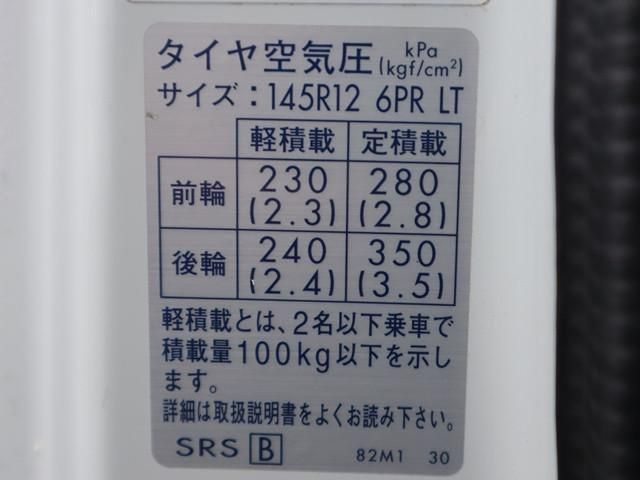 タイヤ空気圧 kPa (kgf/cm²)
サイズ：145R12 6PR LT
軽積載 定積載
前輪 230 (2.3) 280 (2.8)
後輪 240 (2.4) 350 (3.5)
軽積載とは、2名以下乗車で
積載量100kg以下を示し
ます。
詳細は取扱説明書をよくお読み下さい。
SRS B 82M1 30